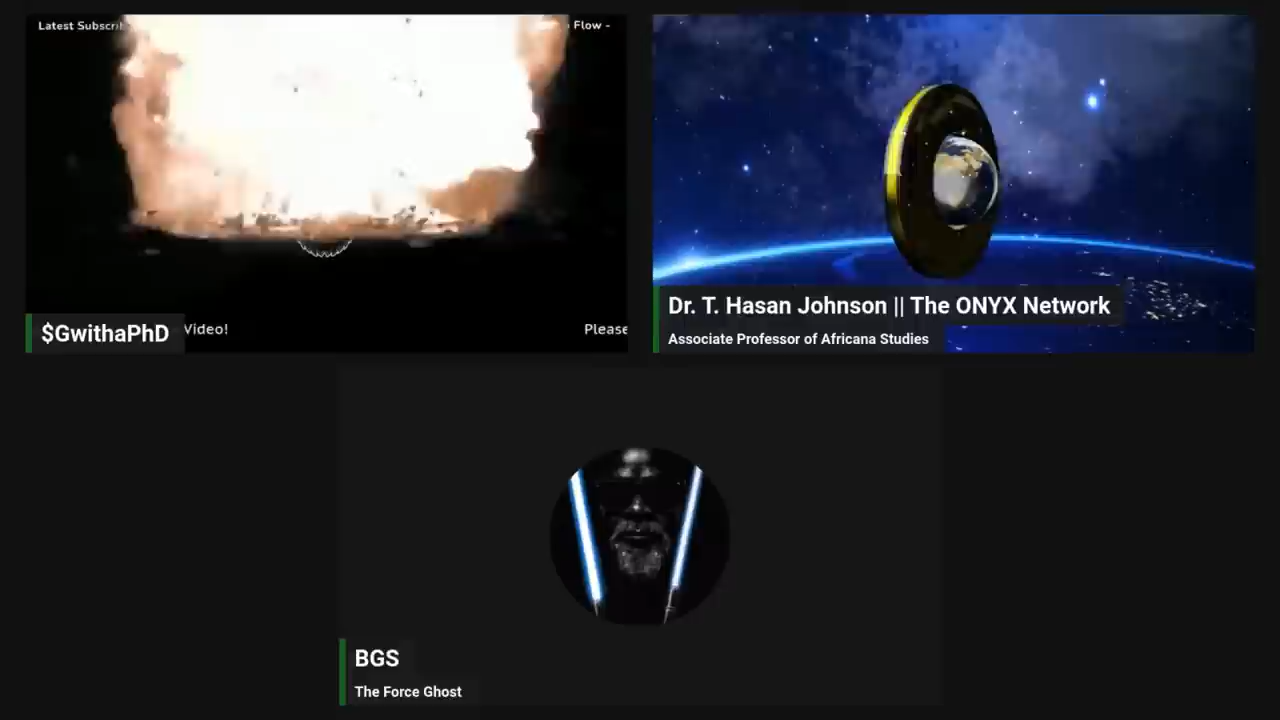 Latest Subscrib
Flow -
$GwithaPhD
Video!
Please
Dr. T. Hasan Johnson || The ONYX Network
Associate Professor of Africana Studies
BGS
The Force Ghost